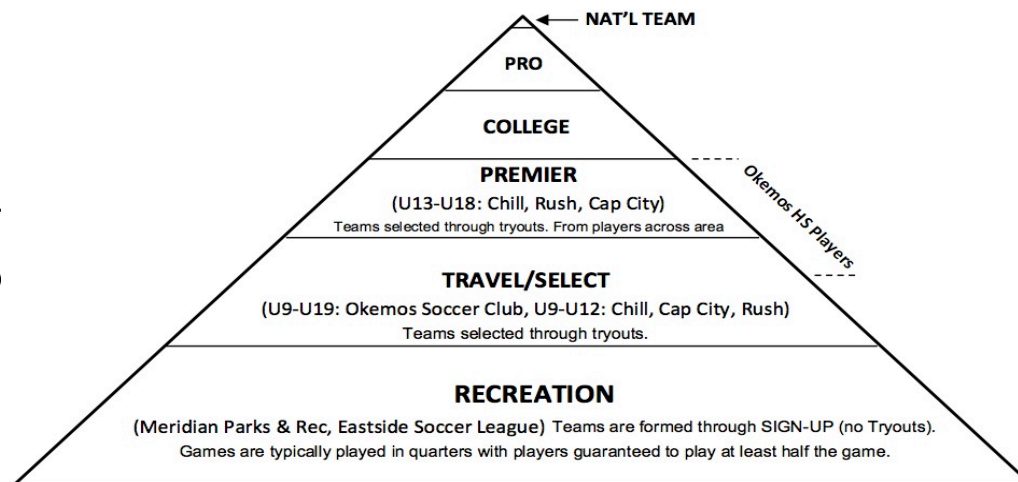 NAT'L TEAM
PRO
COLLEGE
PREMIER
(U13-U18: Chill, Rush, Cap City)
Teams selected through tryouts. From players across area
Okemos HS Players
TRAVEL/SELECT
(U9-U19: Okemos Soccer Club, U9-U12: Chill, Cap City, Rush)
Teams selected through tryouts.
RECREATION
(Meridian Parks & Rec, Eastside Soccer League) Teams are formed through SIGN-UP (no Tryouts).
Games are typically played in quarters with players guaranteed to play at least half the game.